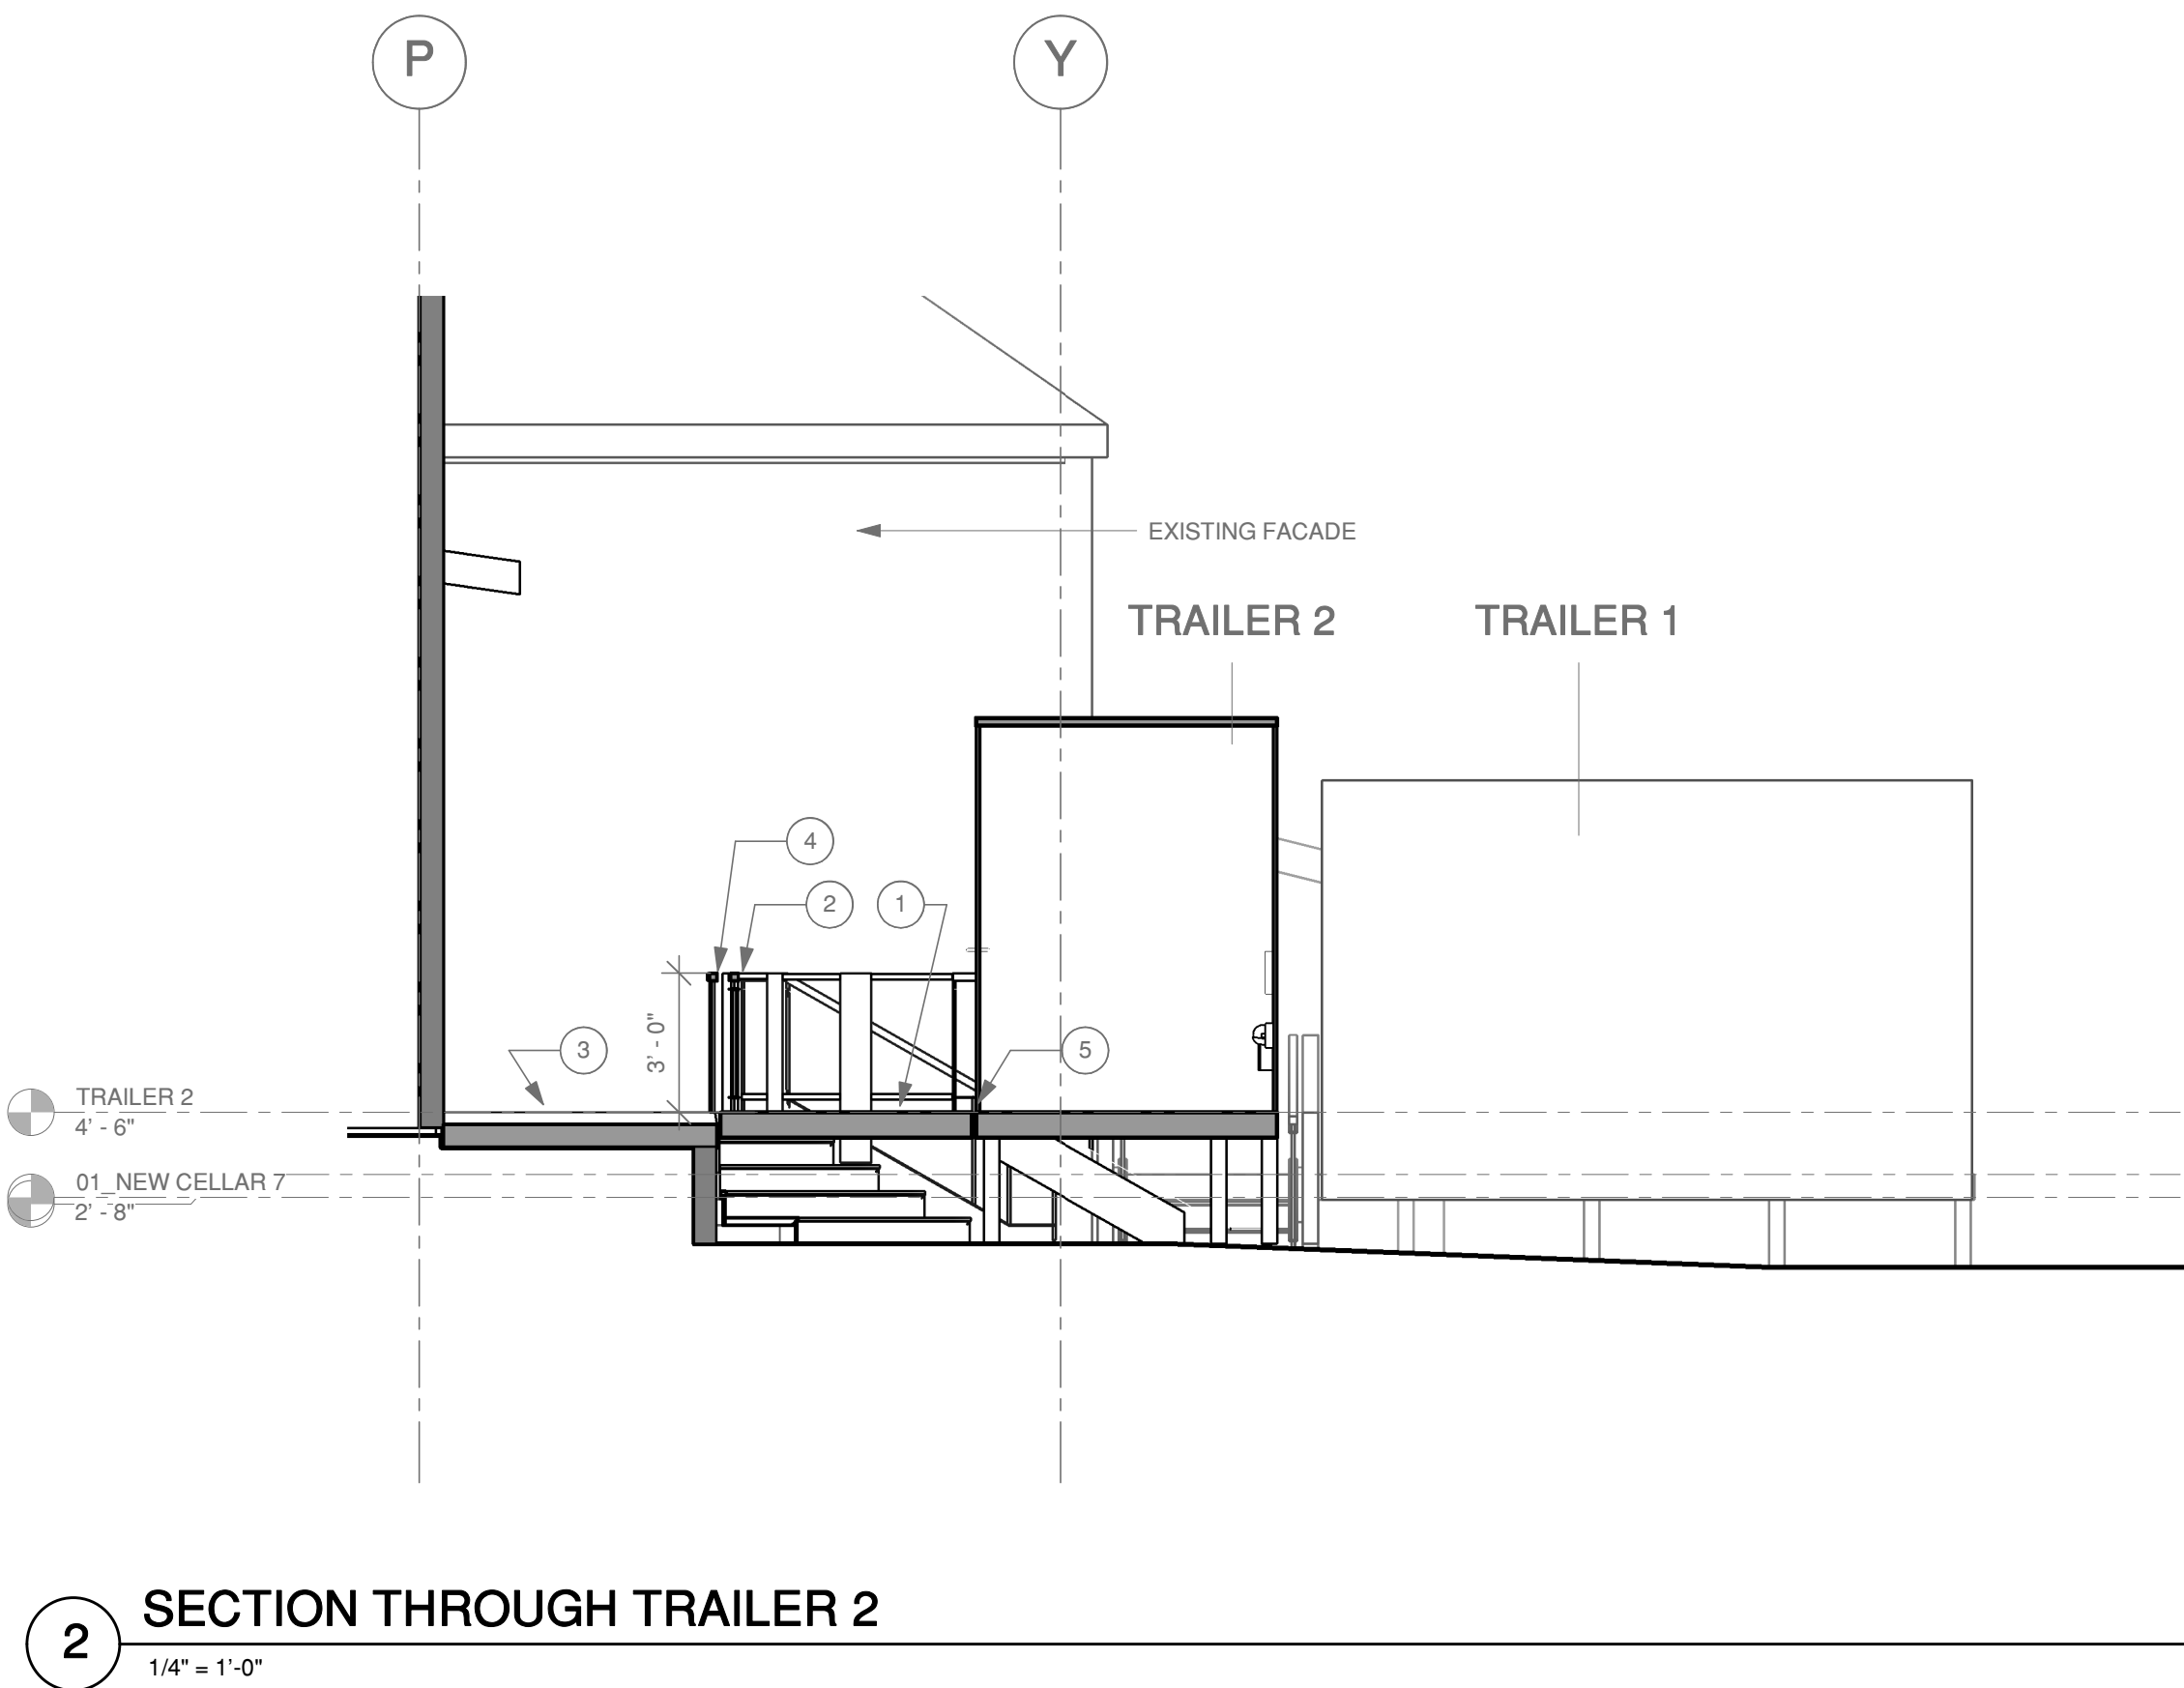 P
Y
EXISTING FACADE
TRAILER 2
TRAILER 1
4
2
1
3' - 0"
3
5
TRAILER 2
4' - 6"
01_NEW CELLAR 7
2' - 8"
2
SECTION THROUGH TRAILER 2
1/4" = 1'-0"